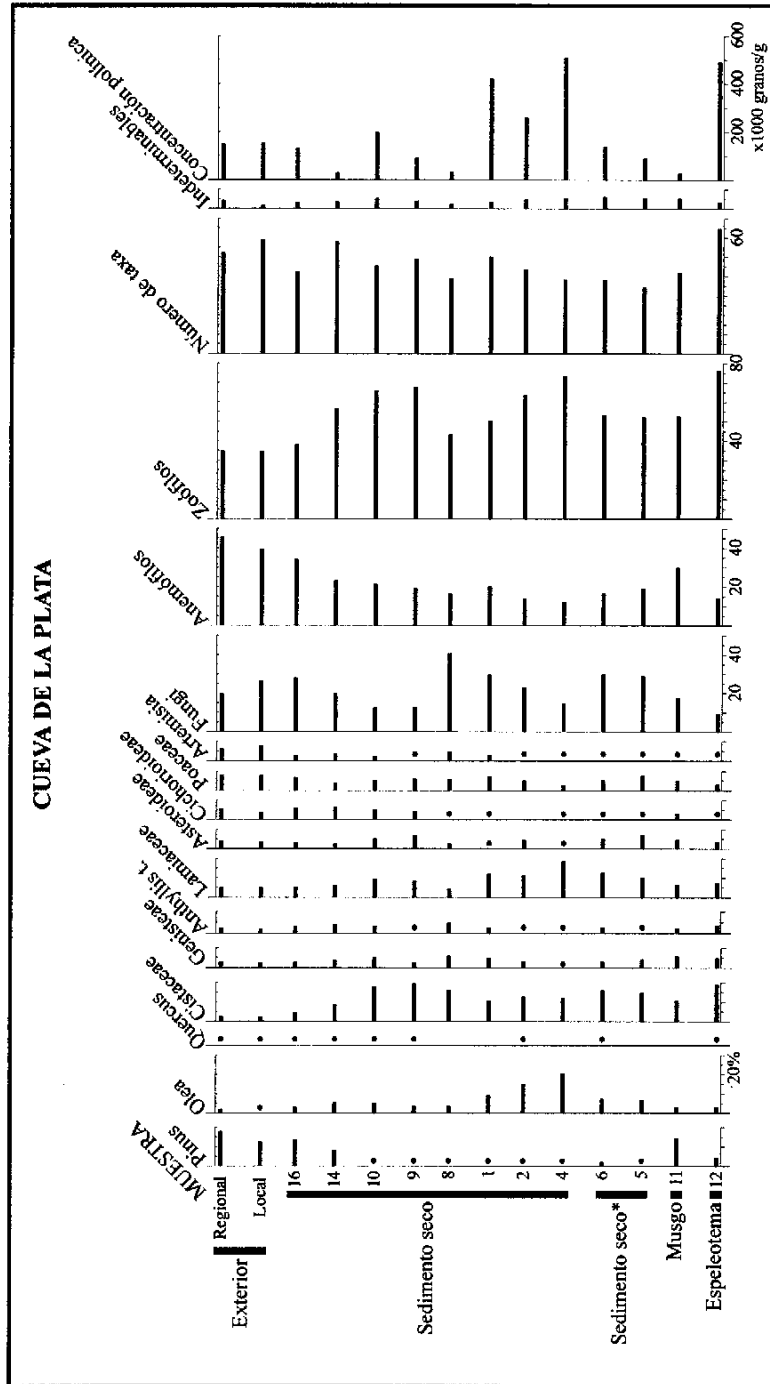 CUEVA DE LA PLATA
MUESTRA
Pinus
Olea
Quercus
Cistaceae
Genisteae
Anthyllis t.
Lamiaceae
Asteroideae
Cichorioideae
Poaceae
Artemisia
Fungi
Anemófilos
Zoófilos
Número de taxa
Indeterminables
Concentración polínica
Exterior
Regional
Local
Sedimento seco
16
14
10
9
8
1
2
4
Sedimento seco*
6
5
Musgo 11
Espeleotema 12
20%
20 40
20 40
40 80
60
200 400 600
x1000 granos/g